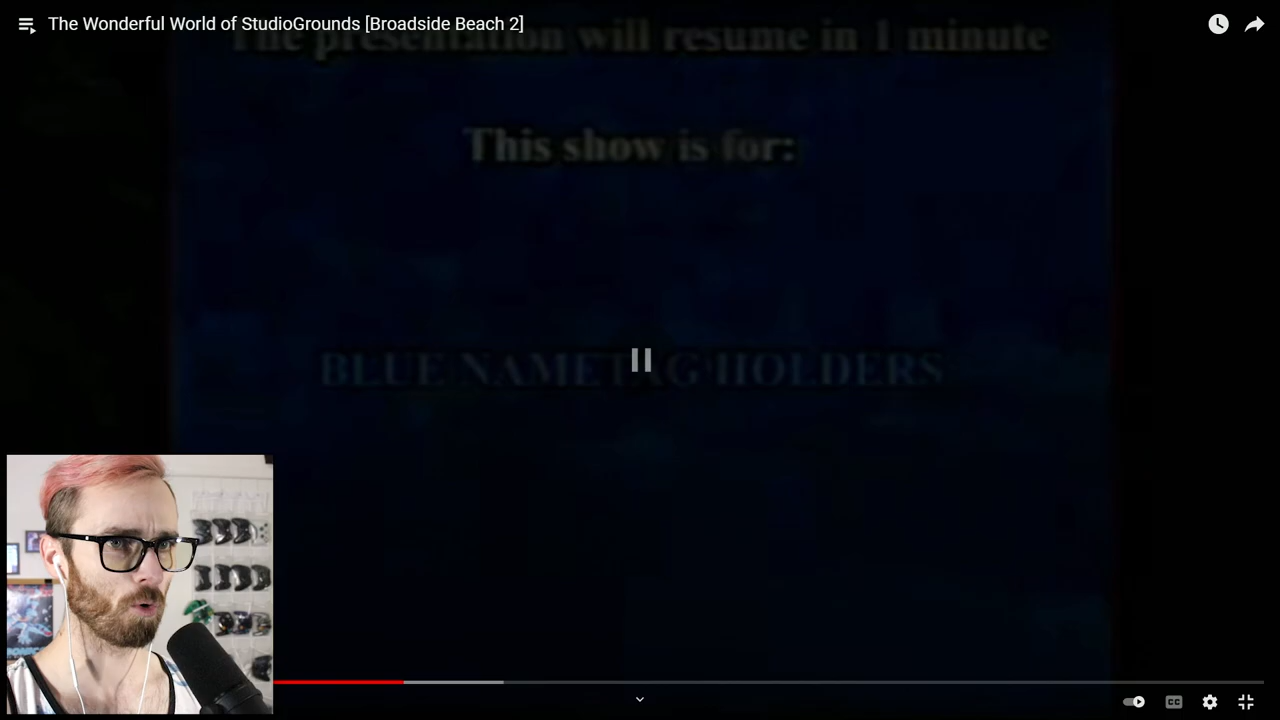 The Wonderful World of StudioGrounds [Broadside Beach 2]
The presentation will resume in 1 minute
This show is for:
BLUE NAMETAG HOLDERS
CC